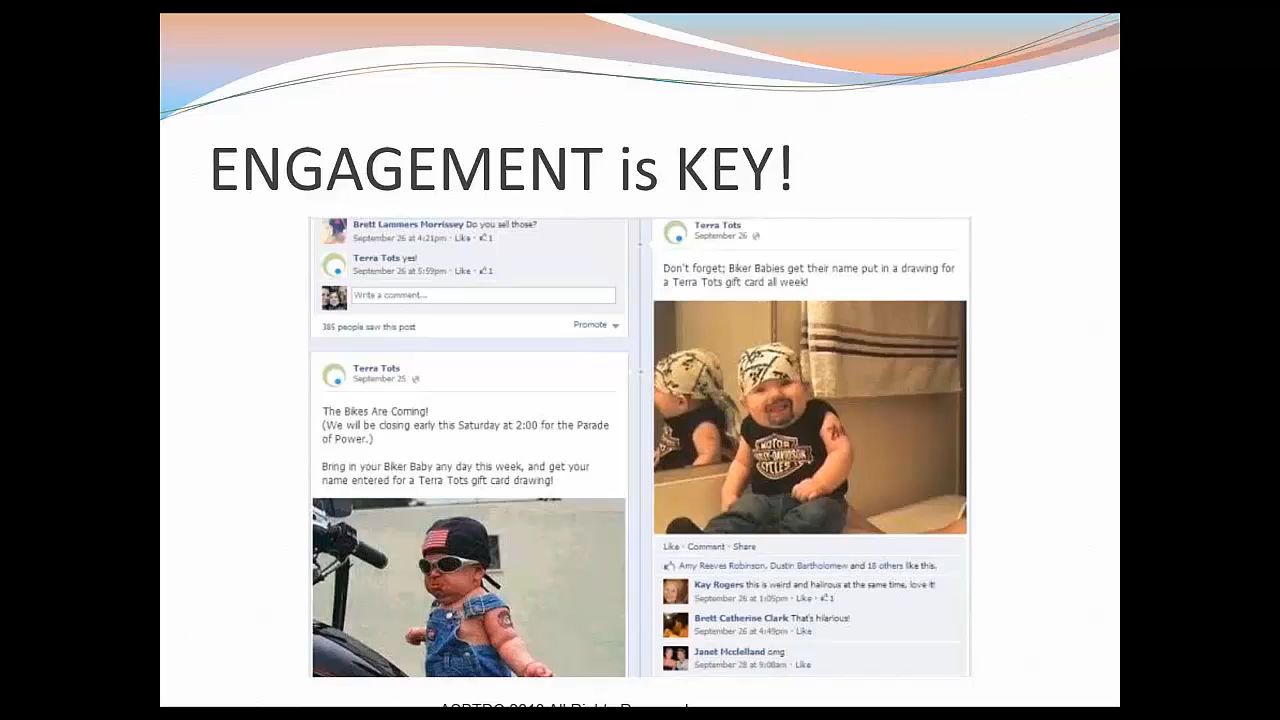 ENGAGEMENT is KEY!
Brett Lammers Morrissey Do you sell those?
September 26 at 4:21pm · Like · 1
Terra Tots yes!
September 26 at 5:59pm · Like · 1
Write a comment...
385 people saw this post
Promote
Terra Tots
September 25
The Bikes Are Coming!
(We will be closing early this Saturday at 2:00 for the Parade
of Power.)
Bring in your Biker Baby any day this week, and get your
name entered for a Terra Tots gift card drawing!
Terra Tots
September 26
Don't forget; Biker Babies get their name put in a drawing for
a Terra Tots gift card all week!
MOTOR
HARLEY-DAVIDSON
CYCLES
Like · Comment · Share
Amy Reeves Robinson, Dustin Bartholomew and 18 others like this.
Kay Rogers this is weird and hailrous at the same time, love it!
September 26 at 1:05pm · Like · 1
Brett Catherine Clark That's hilarious!
September 26 at 4:49pm · Like
Janet Mcclelland omg
September 28 at 9:08am · Like